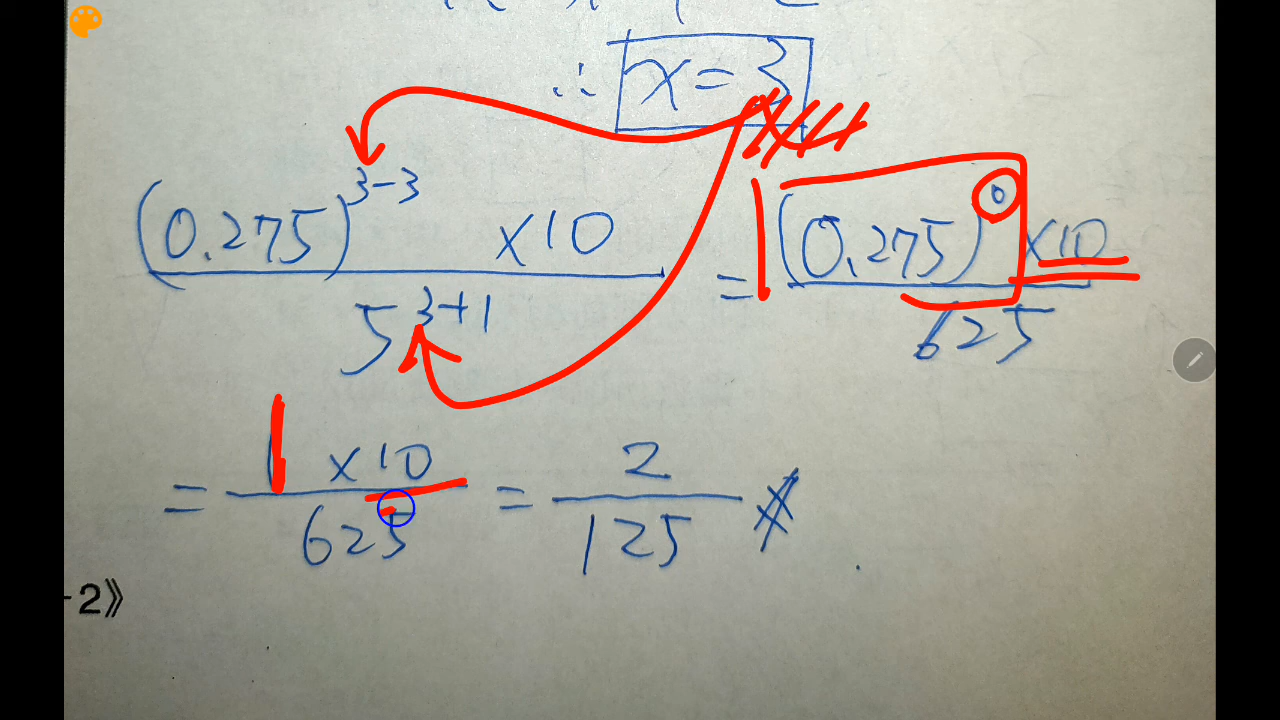 ∴ x = 3
(0.275)^{3-3} ×10 / 5^{3+1} = (0.275)^0 ×10 / 625
= 1 ×10 / 625 = 2 / 125
-2》